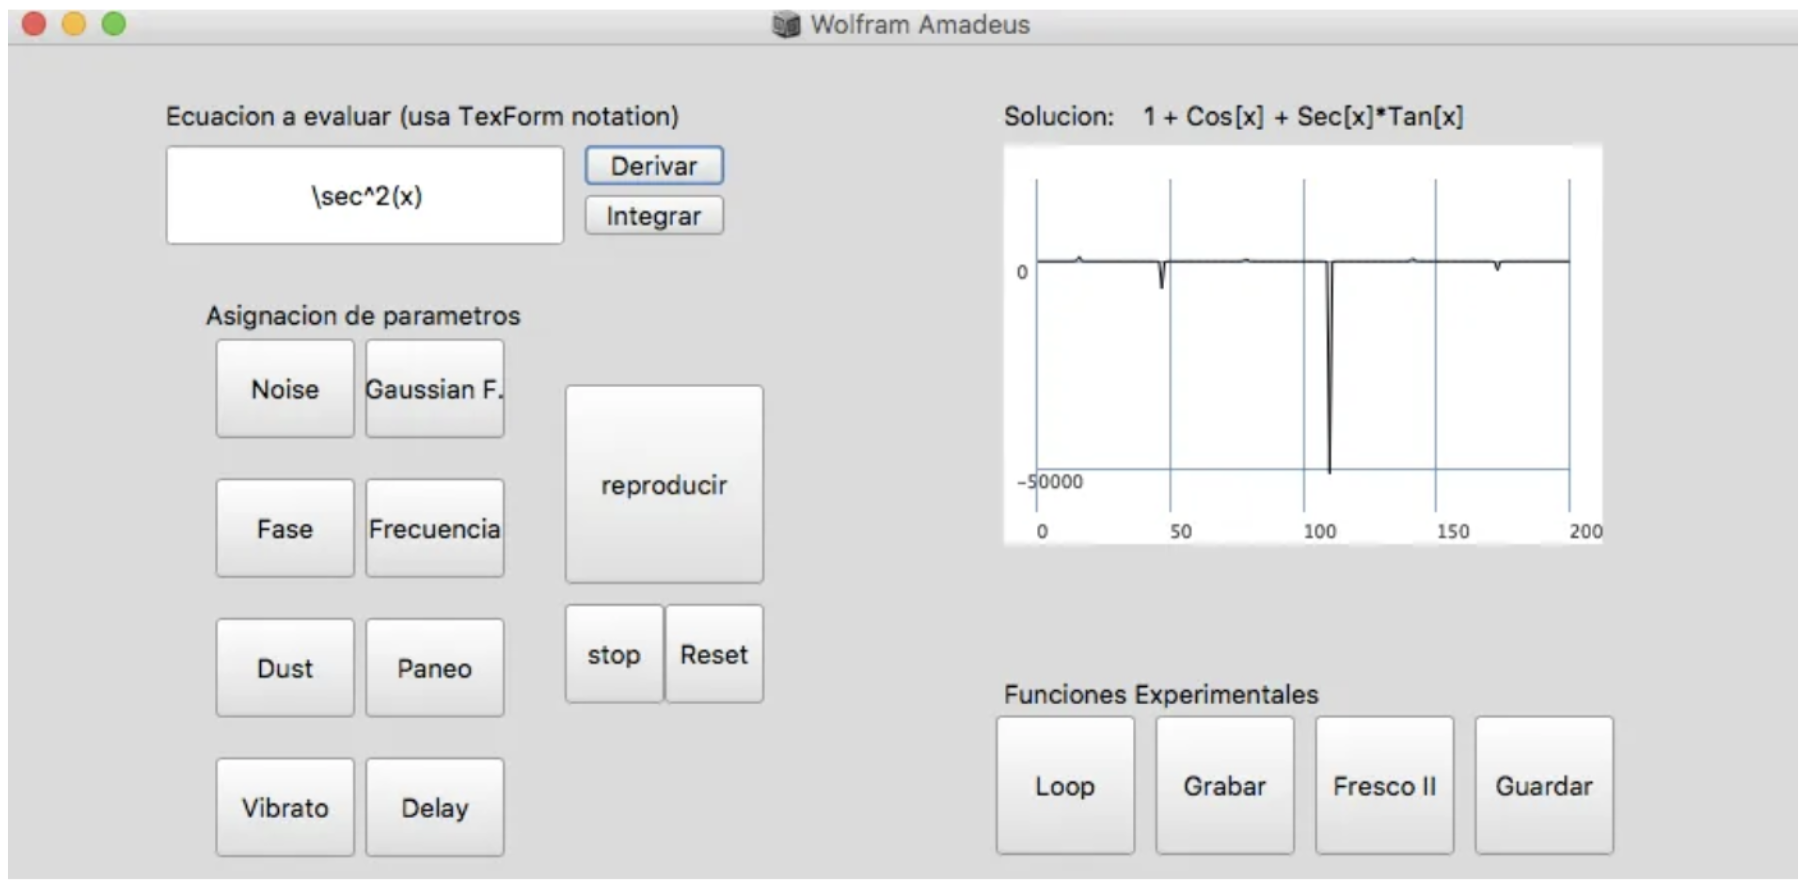 Wolfram Amadeus
Ecuacion a evaluar (usa TexForm notation)
\sec^2(x)
Derivar
Integrar
Asignacion de parametros
Noise
Gaussian F.
Fase
Frecuencia
Dust
Paneo
Vibrato
Delay
reproducir
stop
Reset
Solucion: 1 + Cos[x] + Sec[x]*Tan[x]
0
-50000
0 50 100 150 200
Funciones Experimentales
Loop
Grabar
Fresco II
Guardar